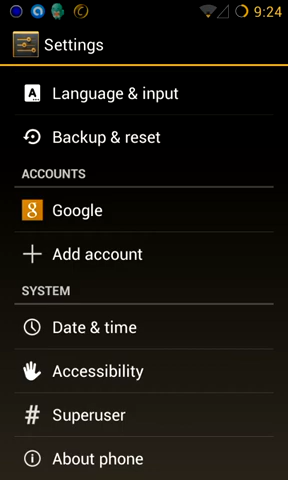 9:24
Settings
Language & input
Backup & reset
ACCOUNTS
Google
Add account
SYSTEM
Date & time
Accessibility
# Superuser
About phone